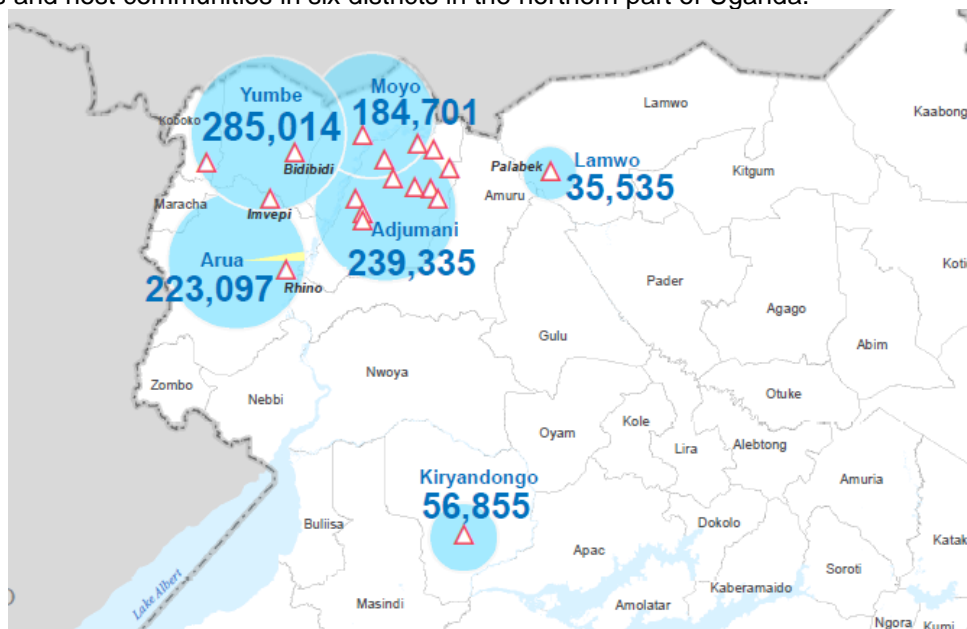 s and host communities in six districts in the northern part of Uganda.
Moyo
184,701
Yumbe
285,014
Koboko
Bidibidi
Lamwo
Kaabong
Palabek
Lamwo
35,535
Kitgum
Maracha
Imvepi
Amuru
Adjumani
239,335
Arua
223,097
Rhino
Koti
Pader
Agago
Gulu
Abim
Zombo
Nebbi
Nwoya
Otuke
Oyam
Kole
Lira
Alebtong
Kiryandongo
56,855
Amuria
Buliisa
Dokolo
Apac
Katak
Soroti
Lake Albert
Masindi
Amolatar
Kaberamaido
Ngora
Kumi